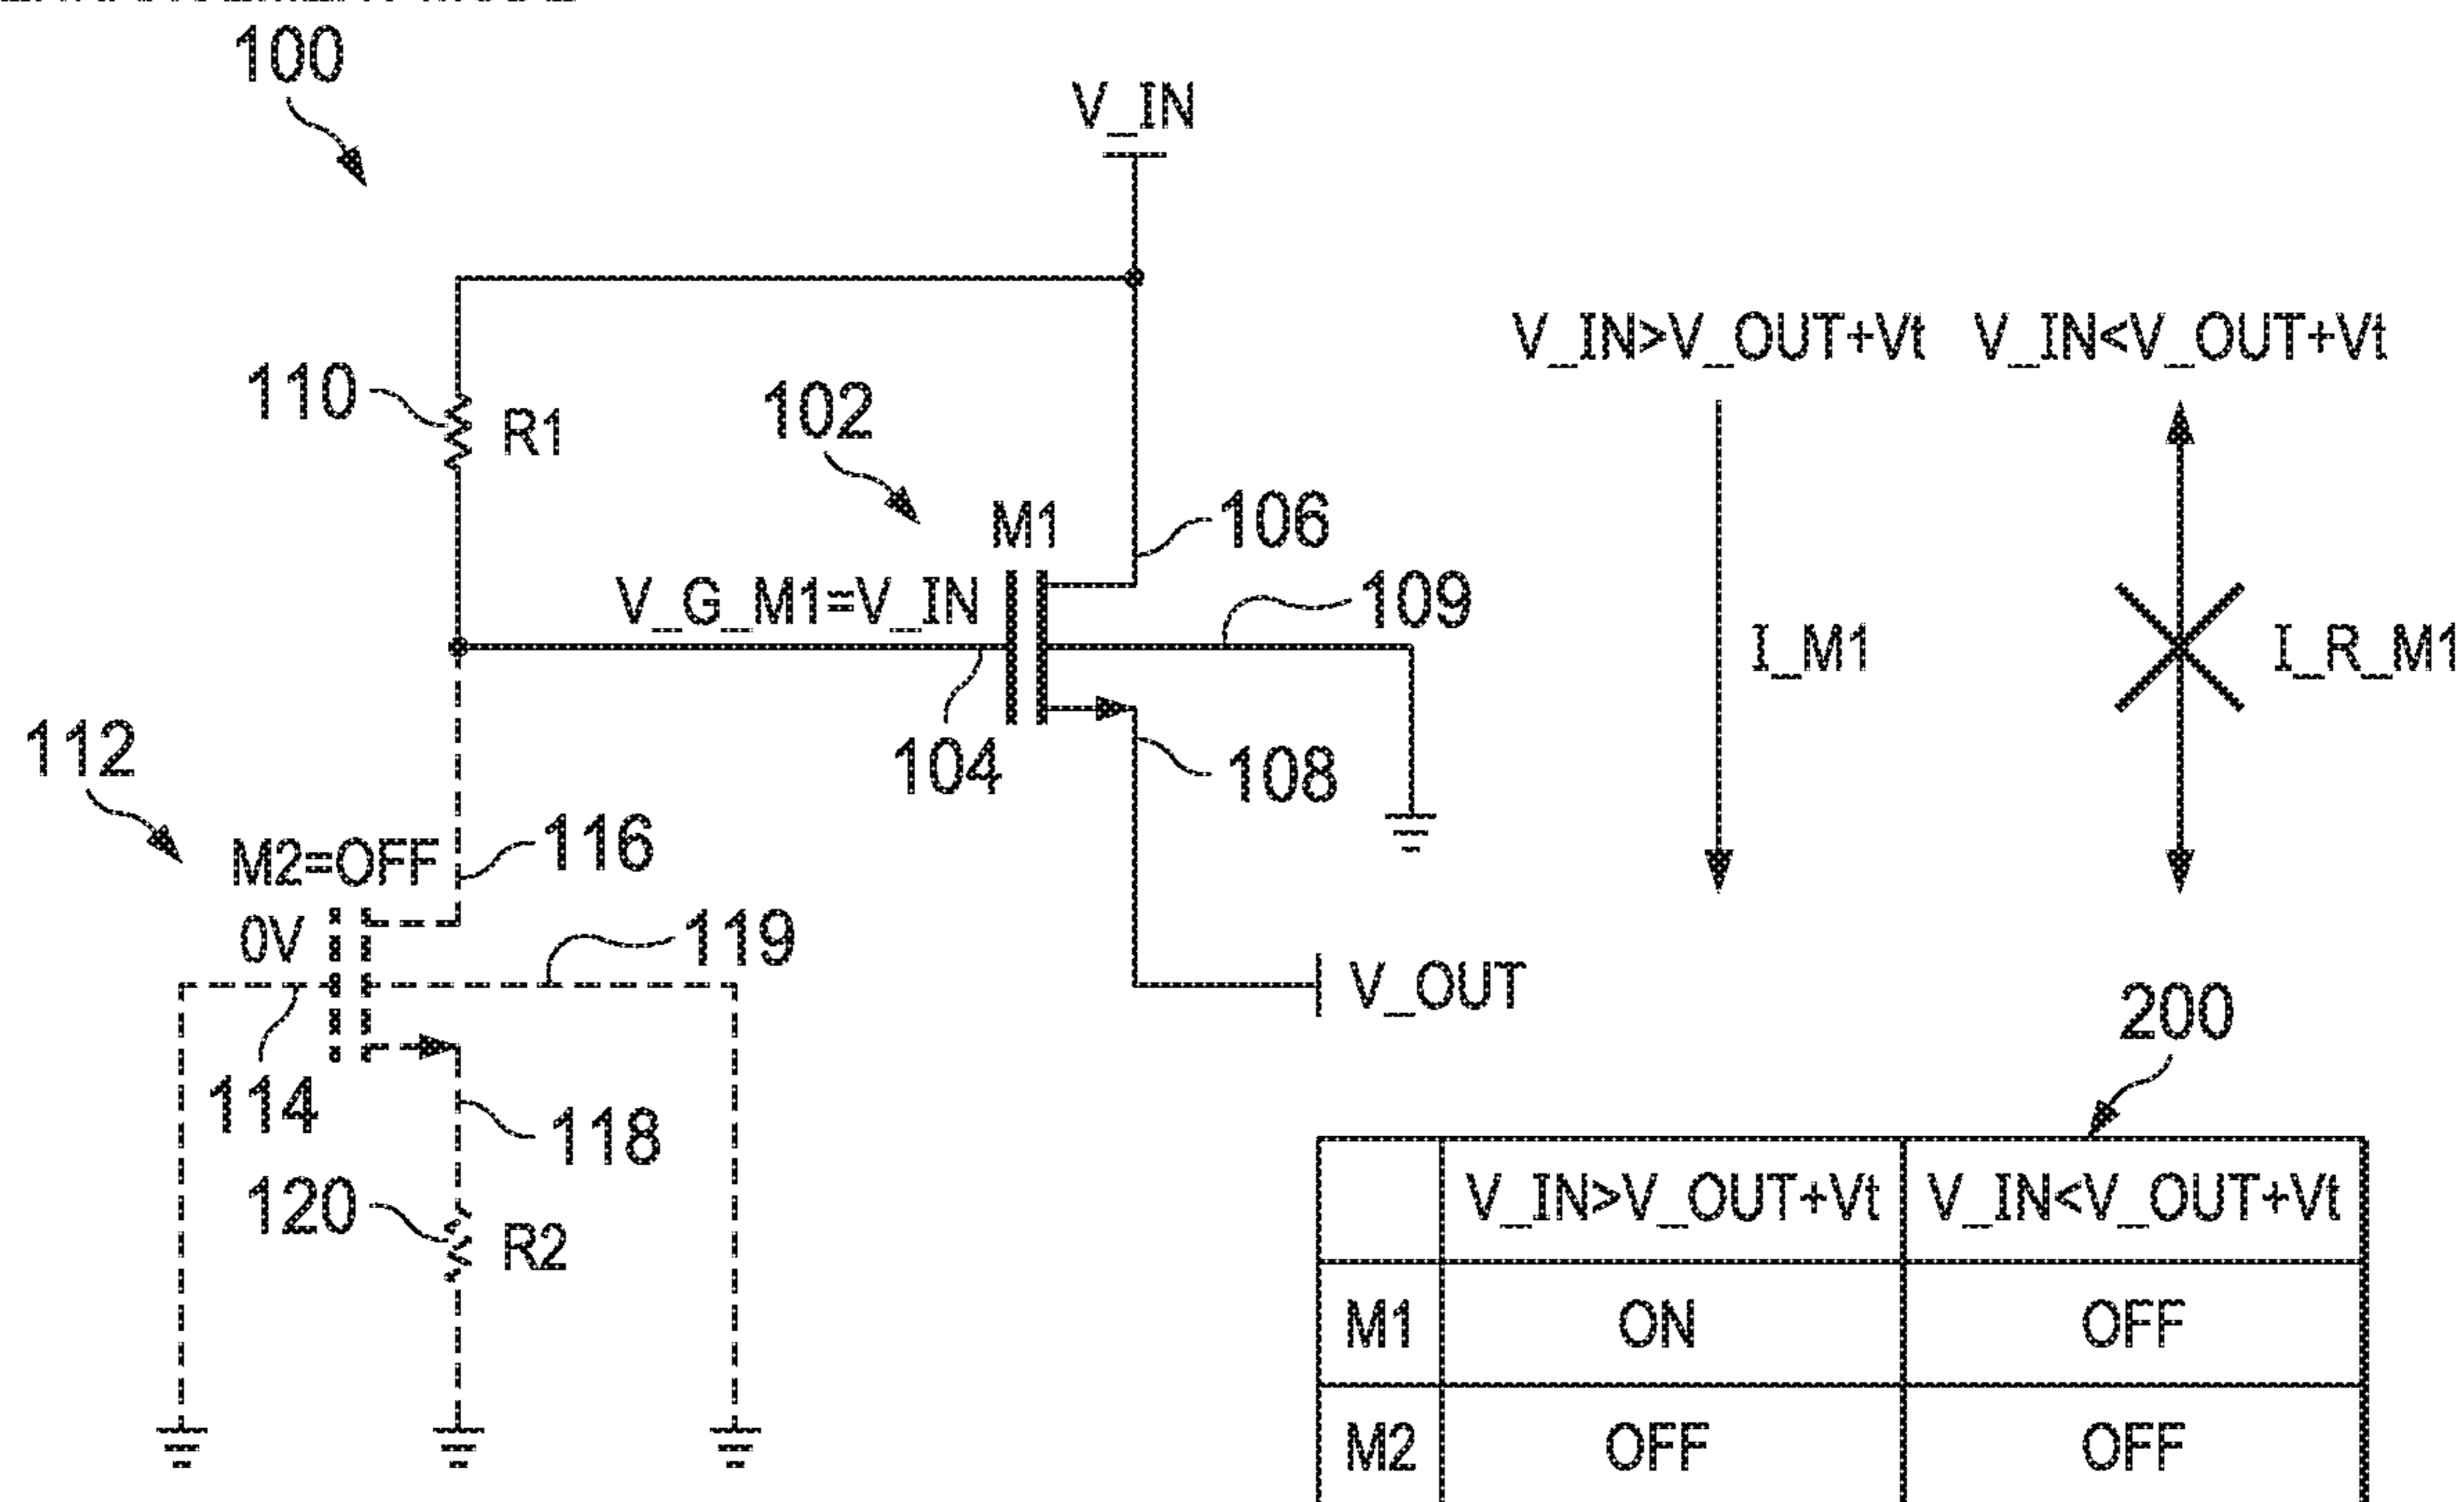 100
V_IN
V_IN>V_OUT+Vt V_IN<V_OUT+Vt
110
R1
102
M1
106
V_G_M1=V_IN
109
I_M1
I_R_M1
104
108
112
M2=OFF
116
0V
119
V_OUT
114
118
200
120
R2
V_IN>V_OUT+Vt V_IN<V_OUT+Vt
M1 ON OFF
M2 OFF OFF